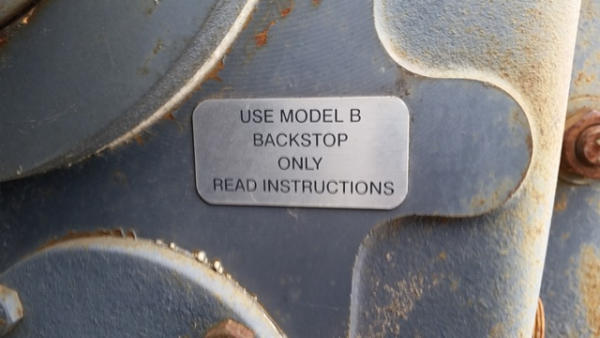 USE MODEL B
BACKSTOP
ONLY
READ INSTRUCTIONS